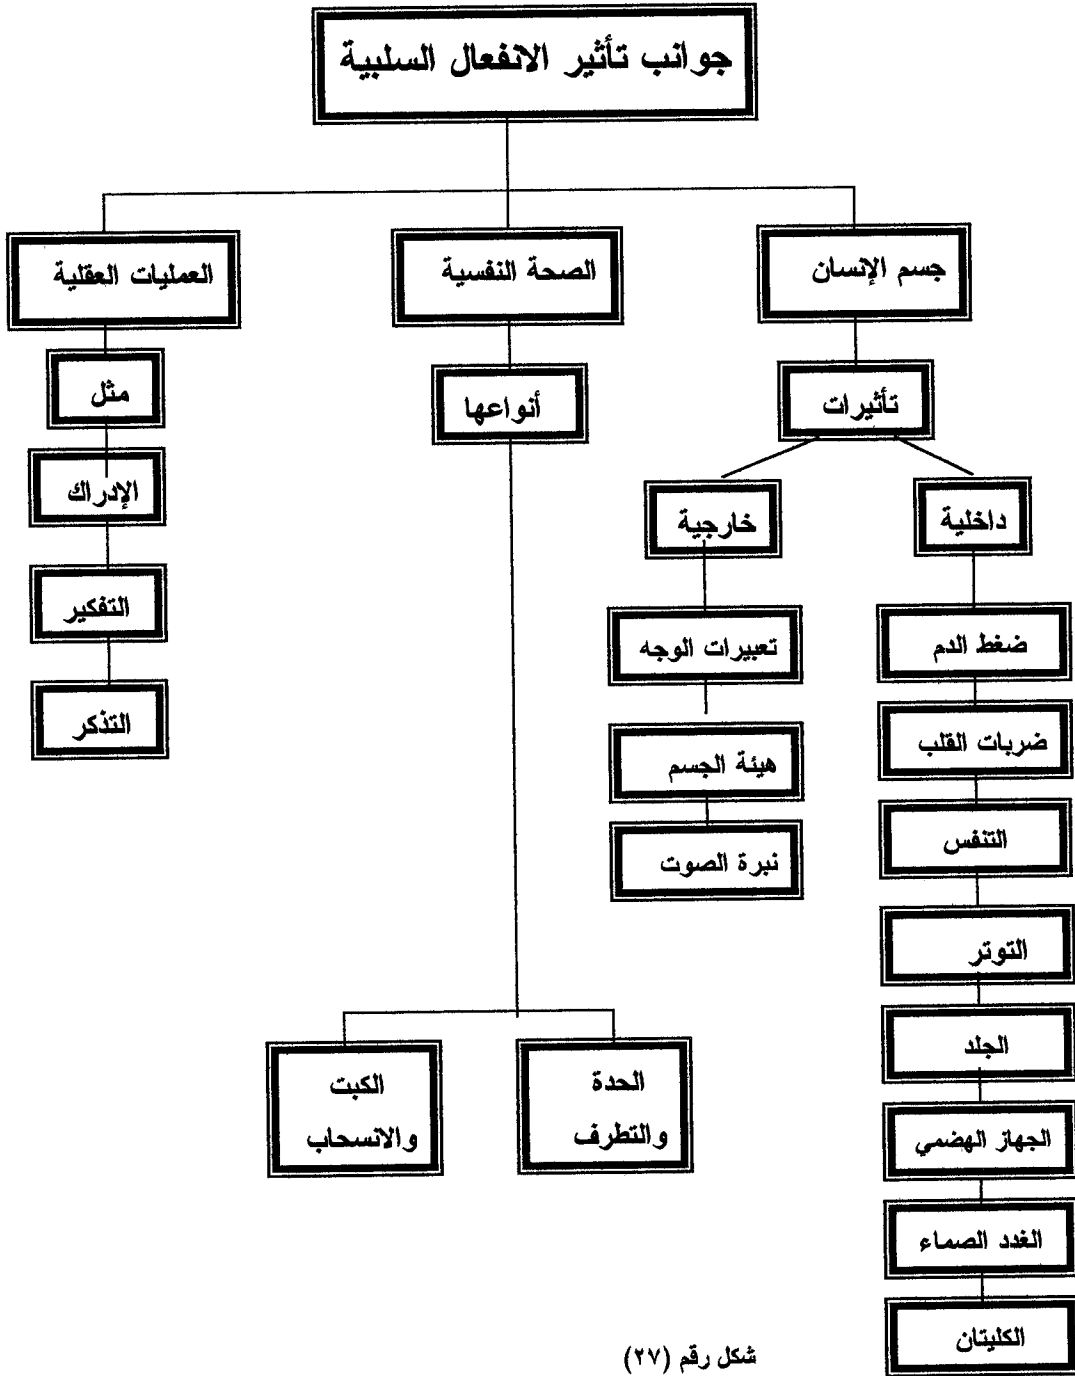 جوانب تأثير الانفعال السلبية
جسم الإنسان
الصحة النفسية
العمليات العقلية
تأثيرات
أنواعها
مثل
داخلية
خارجية
الإدراك
ضغط الدم
تعبيرات الوجه
التفكير
ضربات القلب
هيئة الجسم
التذكر
التنفس
نبرة الصوت
التوتر
الجلد
الحدة
والتطرف
الكبت
والانسحاب
الجهاز الهضمي
الغدد الصماء
الكليتان
شكل رقم (٢٧)